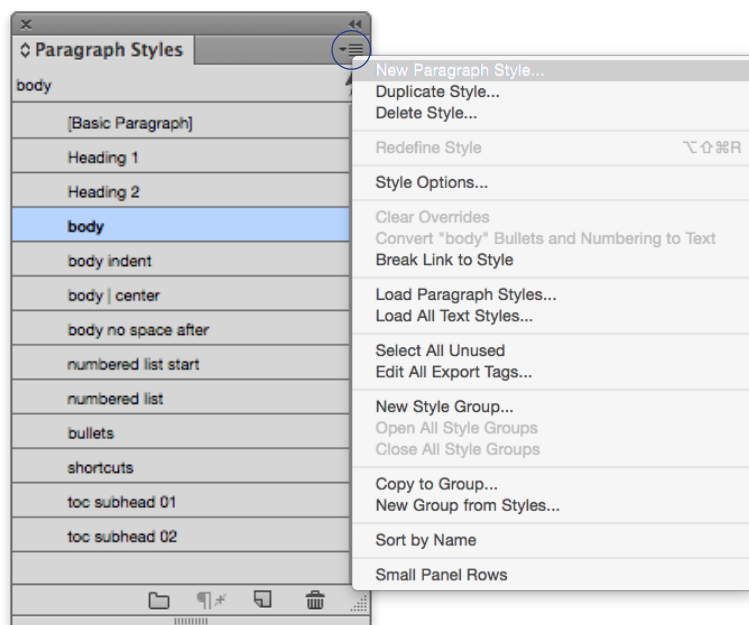 Paragraph Styles
body
[Basic Paragraph]
Heading 1
Heading 2
body
body indent
body | center
body no space after
numbered list start
numbered list
bullets
shortcuts
toc subhead 01
toc subhead 02
New Paragraph Style...
Duplicate Style...
Delete Style...
Redefine Style ⌥⇧⌘R
Style Options...
Clear Overrides
Convert "body" Bullets and Numbering to Text
Break Link to Style
Load Paragraph Styles...
Load All Text Styles...
Select All Unused
Edit All Export Tags...
New Style Group...
Open All Style Groups
Close All Style Groups
Copy to Group...
New Group from Styles...
Sort by Name
Small Panel Rows